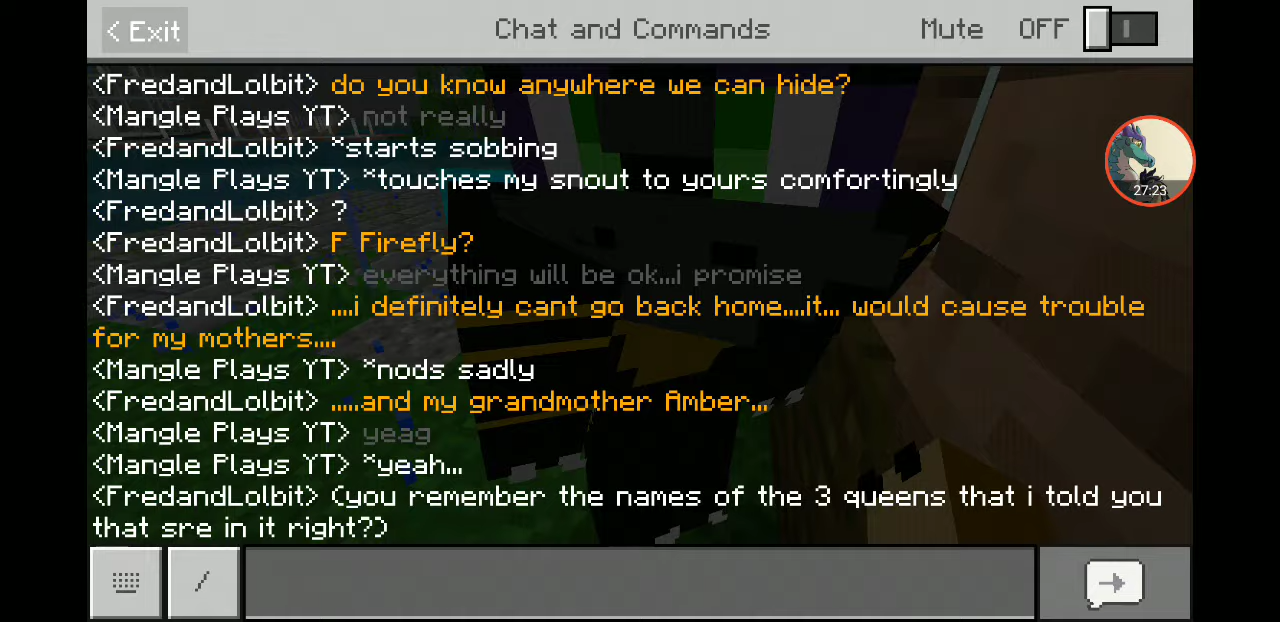 < Exit
Chat and Commands
Mute OFF
<FredandLolbit> do you know anywhere we can hide?
<Mangle Plays YT> not really
<FredandLolbit> *starts sobbing
<Mangle Plays YT> *touches my snout to yours comfortingly
27:23
<FredandLolbit> ?
<FredandLolbit> F Firefly?
<Mangle Plays YT> everything will be ok...i promise
<FredandLolbit> ....i definitely cant go back home....it... would cause trouble
for my mothers....
<Mangle Plays YT> *nods sadly
<FredandLolbit> .....and my grandmother Amber...
<Mangle Plays YT> yeag
<Mangle Plays YT> *yeah...
<FredandLolbit> (you remember the names of the 3 queens that i told you
that sre in it right?)
/